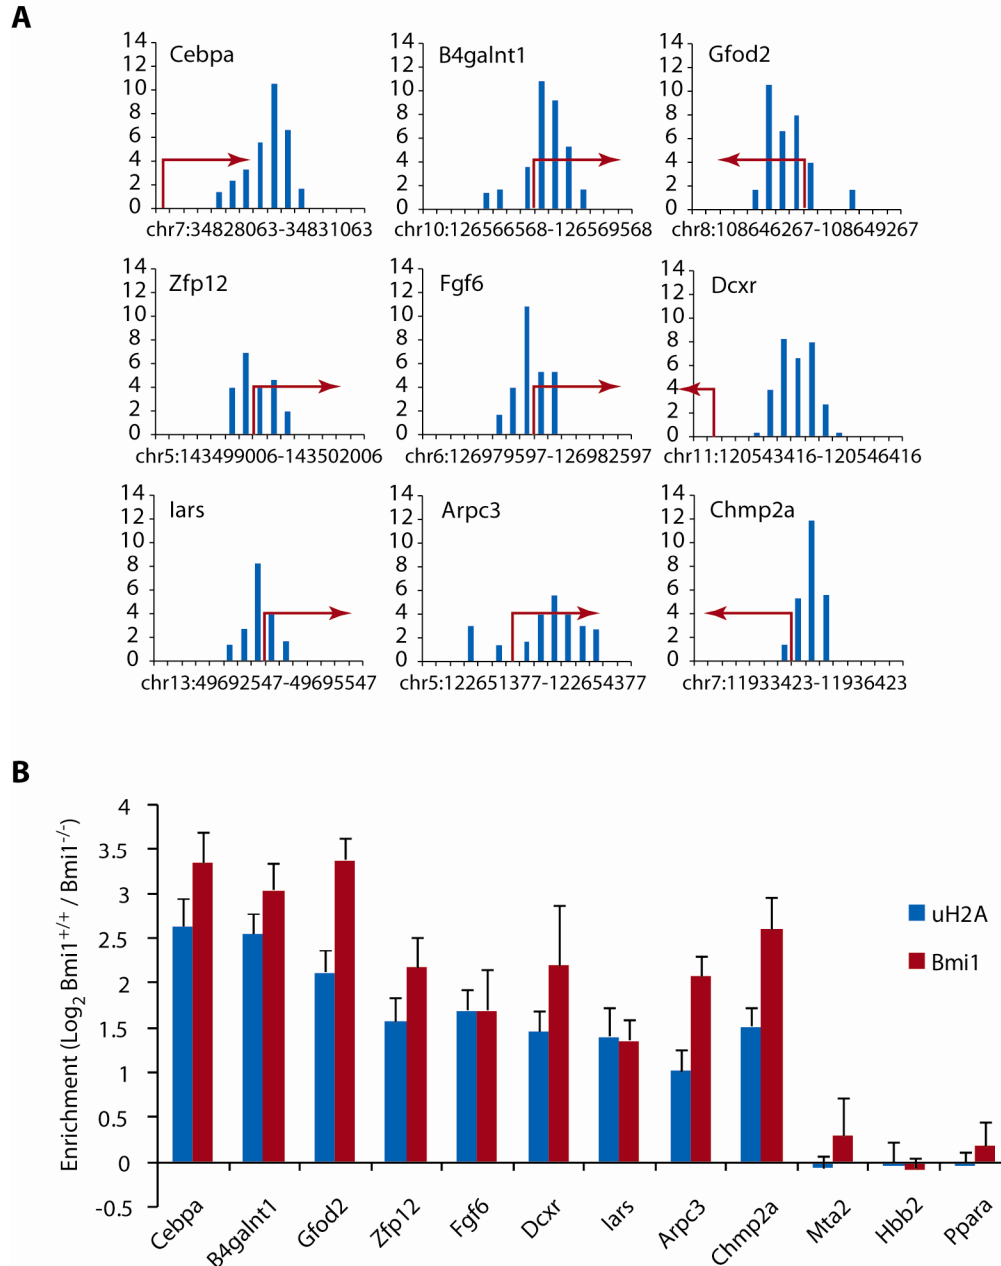 A
Cebpa
14
12
10
8
6
4
2
0
chr7:34828063-34831063
B4galnt1
14
12
10
8
6
4
2
0
chr10:126566568-126569568
Gfod2
14
12
10
8
6
4
2
0
chr8:108646267-108649267
Zfp12
14
12
10
8
6
4
2
0
chr5:143499006-143502006
Fgf6
14
12
10
8
6
4
2
0
chr6:126979597-126982597
Dcxr
14
12
10
8
6
4
2
0
chr11:120543416-120546416
Iars
14
12
10
8
6
4
2
0
chr13:49692547-49695547
Arpc3
14
12
10
8
6
4
2
0
chr5:122651377-122654377
Chmp2a
14
12
10
8
6
4
2
0
chr7:11933423-11936423
B
Enrichment (Log2 Bmi1+/+ / Bmi1-/-)
4
3.5
3
2.5
2
1.5
1
0.5
0
-0.5
uH2A
Bmi1
Cebpa
B4galnt1
Gfod2
Zfp12
Fgf6
Dcxr
Iars
Arpc3
Chmp2a
Mta2
Hbb2
Ppara